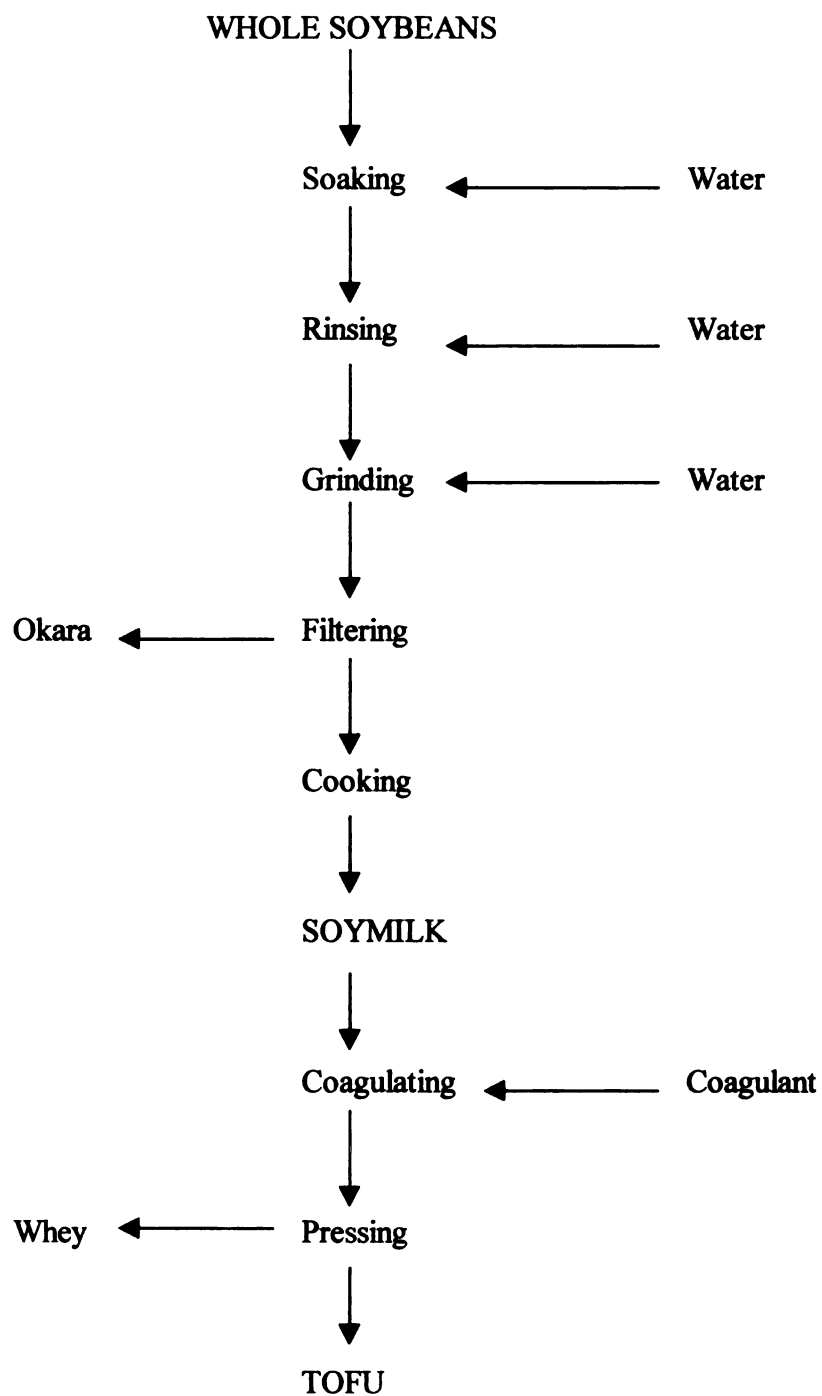 WHOLE SOYBEANS
Soaking
Water
Rinsing
Water
Grinding
Water
Okara
Filtering
Cooking
SOYMILK
Coagulating
Coagulant
Whey
Pressing
TOFU